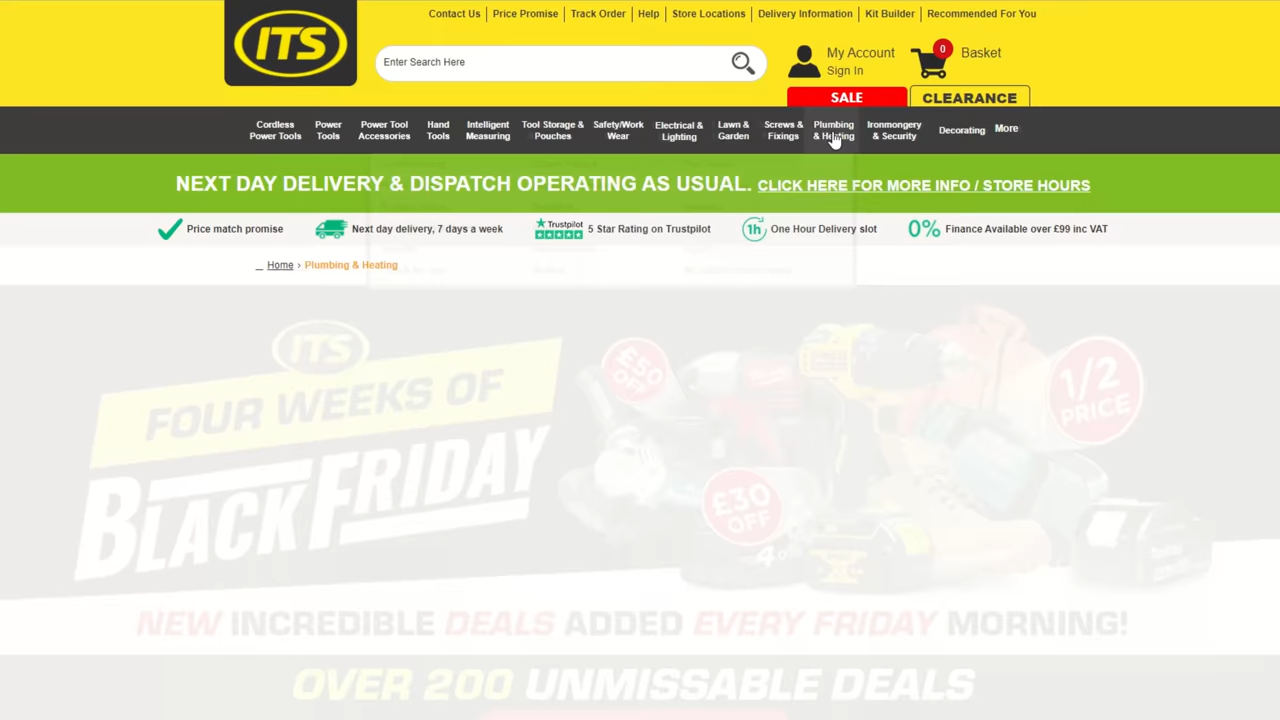 Contact Us Price Promise Track Order Help Store Locations Delivery Information Kit Builder Recommended For You
ITS
Enter Search Here
My Account
Sign In
0
Basket
SALE
CLEARANCE
Cordless Power Tools
Power Tools
Power Tool Accessories
Hand Tools
Intelligent Measuring
Tool Storage & Pouches
Safety/Work Wear
Electrical & Lighting
Lawn & Garden
Screws & Fixings
Plumbing & Heating
Ironmongery & Security
Decorating
More
NEXT DAY DELIVERY & DISPATCH OPERATING AS USUAL. CLICK HERE FOR MORE INFO / STORE HOURS
Price match promise
Next day delivery, 7 days a week
Trustpilot
5 Star Rating on Trustpilot
1h
One Hour Delivery slot
0%
Finance Available over £99 inc VAT
Home › Plumbing & Heating
ITS
FOUR WEEKS OF
BLACK FRIDAY
£50 OFF
£30 OFF
1/2 PRICE
NEW INCREDIBLE DEALS ADDED EVERY FRIDAY MORNING!
OVER 200 UNMISSABLE DEALS